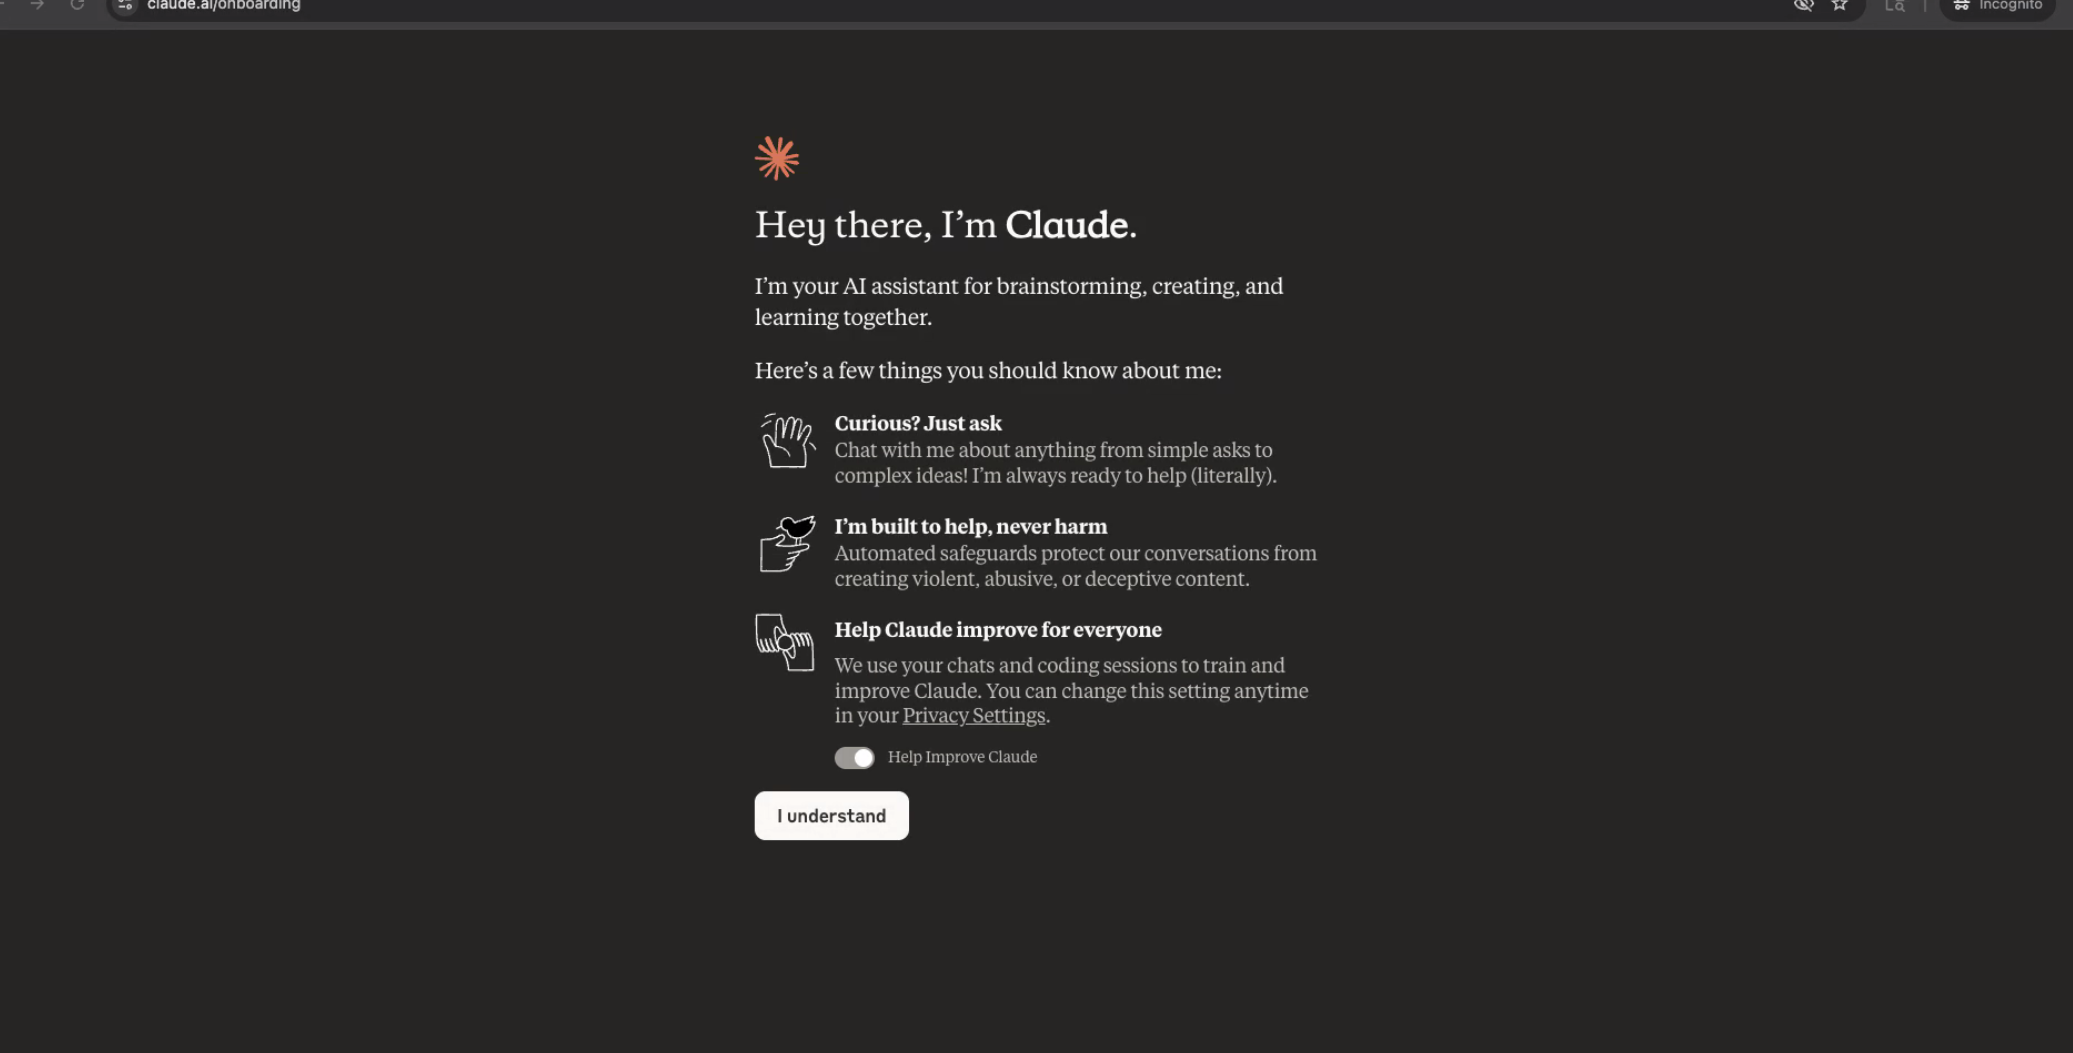 claude.ai/onboarding
Incognito
Hey there, I’m Claude.
I’m your AI assistant for brainstorming, creating, and
learning together.
Here’s a few things you should know about me:
Curious? Just ask
Chat with me about anything from simple asks to
complex ideas! I’m always ready to help (literally).
I’m built to help, never harm
Automated safeguards protect our conversations from
creating violent, abusive, or deceptive content.
Help Claude improve for everyone
We use your chats and coding sessions to train and
improve Claude. You can change this setting anytime
in your Privacy Settings.
Help Improve Claude
I understand